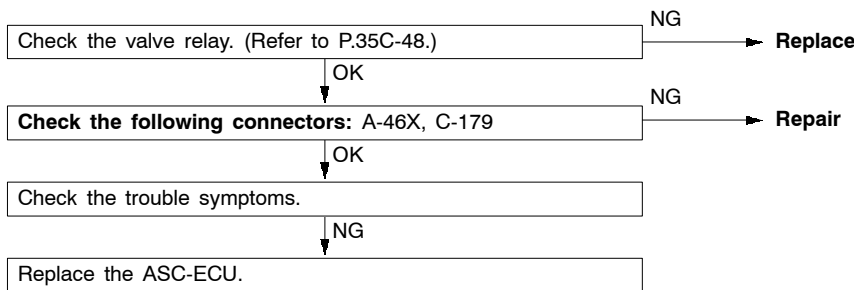 NG
Check the valve relay. (Refer to P.35C-48.)
Replace
OK
NG
Check the following connectors: A-46X, C-179
Repair
OK
Check the trouble symptoms.
NG
Replace the ASC-ECU.